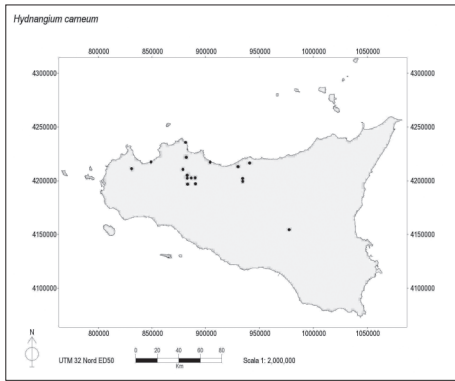 Hydnangium carneum
800000 850000 900000 950000 1000000 1050000
4300000 4300000
4250000 4250000
4200000 4200000
4150000 4150000
4100000 4100000
800000 850000 900000 950000 1000000 1050000
N
UTM 32 Nord ED50
0 20 40 60 80
Km
Scala 1: 2,000,000